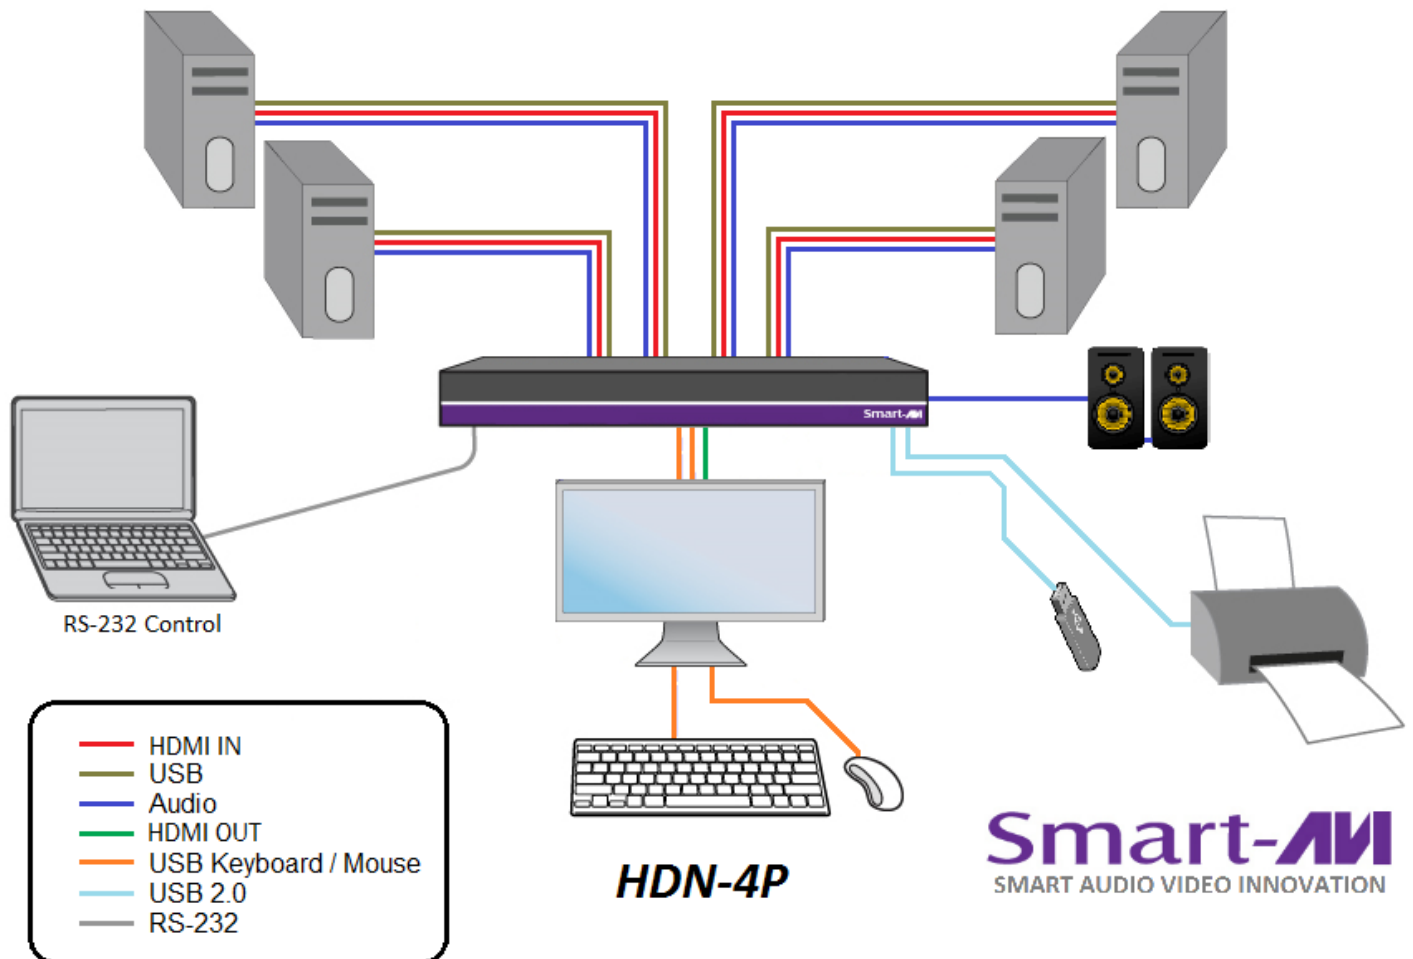 Smart-AVI
RS-232 Control
HDMI IN
USB
Audio
HDMI OUT
USB Keyboard / Mouse
USB 2.0
RS-232
HDN-4P
Smart-AVI
SMART AUDIO VIDEO INNOVATION